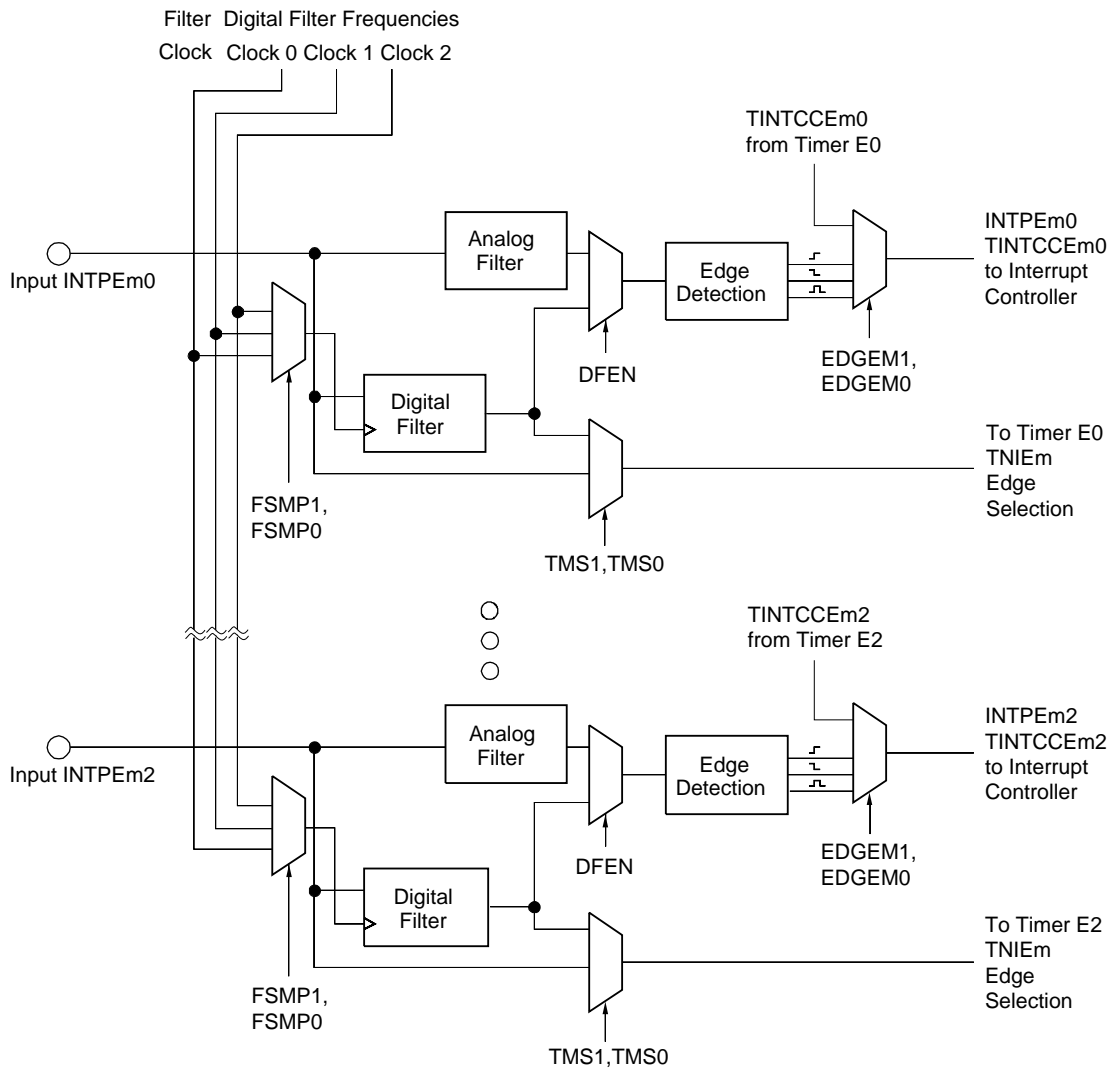 Filter Digital Filter Frequencies
Clock Clock 0 Clock 1 Clock 2
TINTCCEm0
from Timer E0
Input INTPEm0
Analog
Filter
Edge
Detection
INTPEm0
TINTCCEm0
to Interrupt
Controller
DFEN
EDGEM1,
EDGEM0
Digital
Filter
FSMP1,
FSMP0
To Timer E0
TNIEm
Edge
Selection
TMS1,TMS0
TINTCCEm2
from Timer E2
Input INTPEm2
Analog
Filter
Edge
Detection
INTPEm2
TINTCCEm2
to Interrupt
Controller
DFEN
EDGEM1,
EDGEM0
Digital
Filter
FSMP1,
FSMP0
To Timer E2
TNIEm
Edge
Selection
TMS1,TMS0